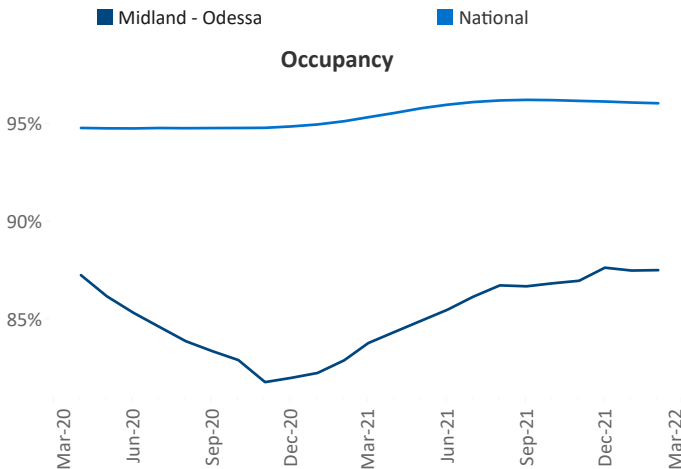 Midland - Odessa
National
Occupancy
95%
90%
85%
Mar-20
Jun-20
Sep-20
Dec-20
Mar-21
Jun-21
Sep-21
Dec-21
Mar-22